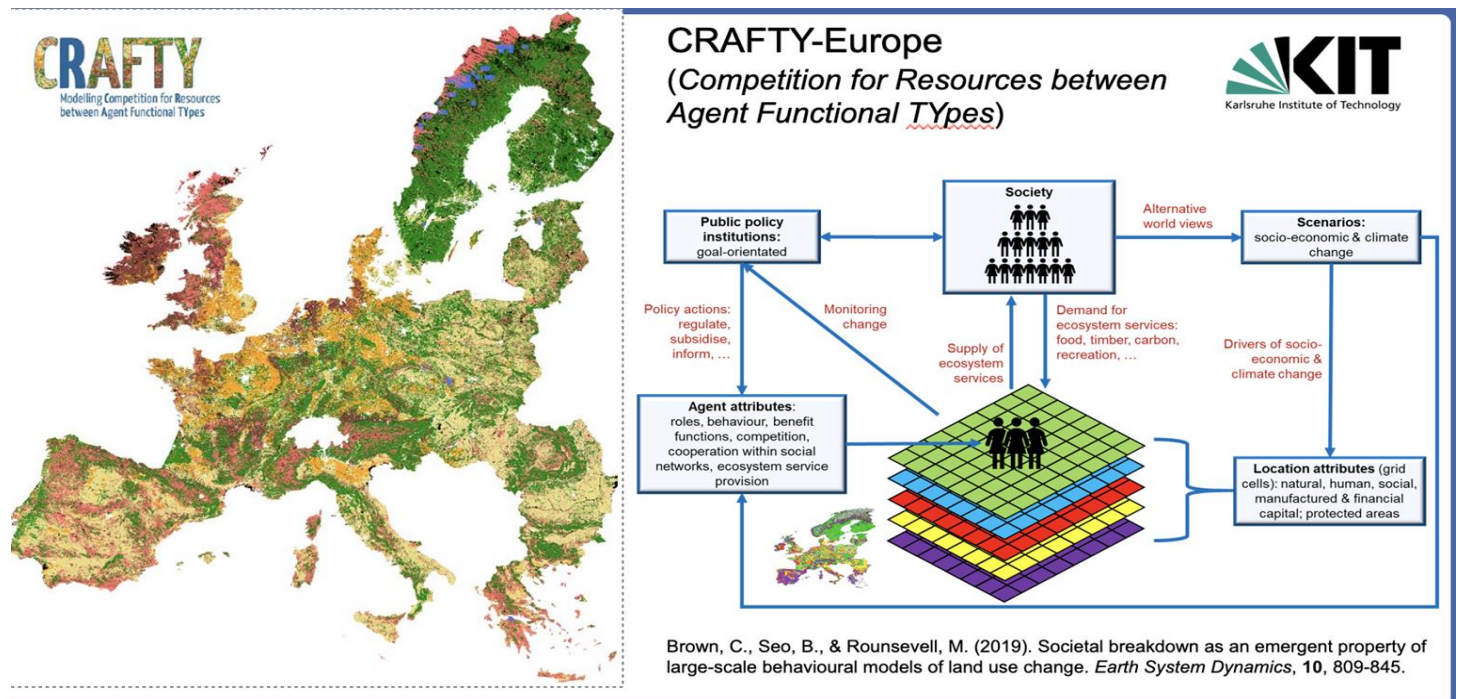 CRAFTY
Modelling Competition for Resources
between Agent Functional TYpes
CRAFTY-Europe
(Competition for Resources between
Agent Functional TYpes)
KIT
Karlsruhe Institute of Technology
Society
Public policy
institutions:
goal-orientated
Alternative
world views
Scenarios:
socio-economic & climate
change
Policy actions:
regulate,
subsidise,
inform, ...
Monitoring
change
Supply of
ecosystem
services
Demand for
ecosystem services:
food, timber, carbon,
recreation, ...
Drivers of socio-
economic &
climate change
Agent attributes:
roles, behaviour, benefit
functions, competition,
cooperation within social
networks, ecosystem service
provision
Location attributes (grid
cells): natural, human, social,
manufactured & financial
capital; protected areas
Brown, C., Seo, B., & Rounsevell, M. (2019). Societal breakdown as an emergent property of
large-scale behavioural models of land use change. Earth System Dynamics, 10, 809-845.